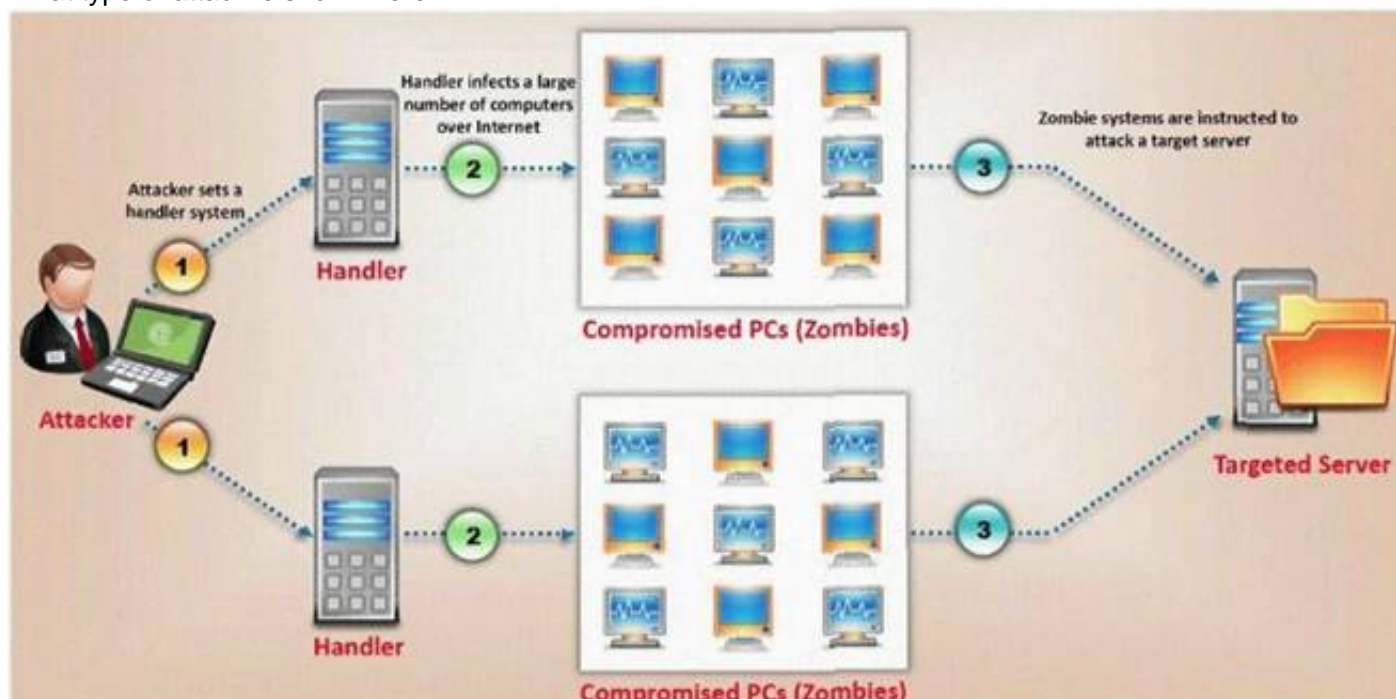 Handler infects a large
number of computers
over Internet
Zombie systems are instructed to
attack a target server
Attacker sets a
handler system
1
2
3
Handler
Compromised PCs (Zombies)
Attacker
1
Targeted Server
2
3
Handler
Compromised PCs (Zombies)